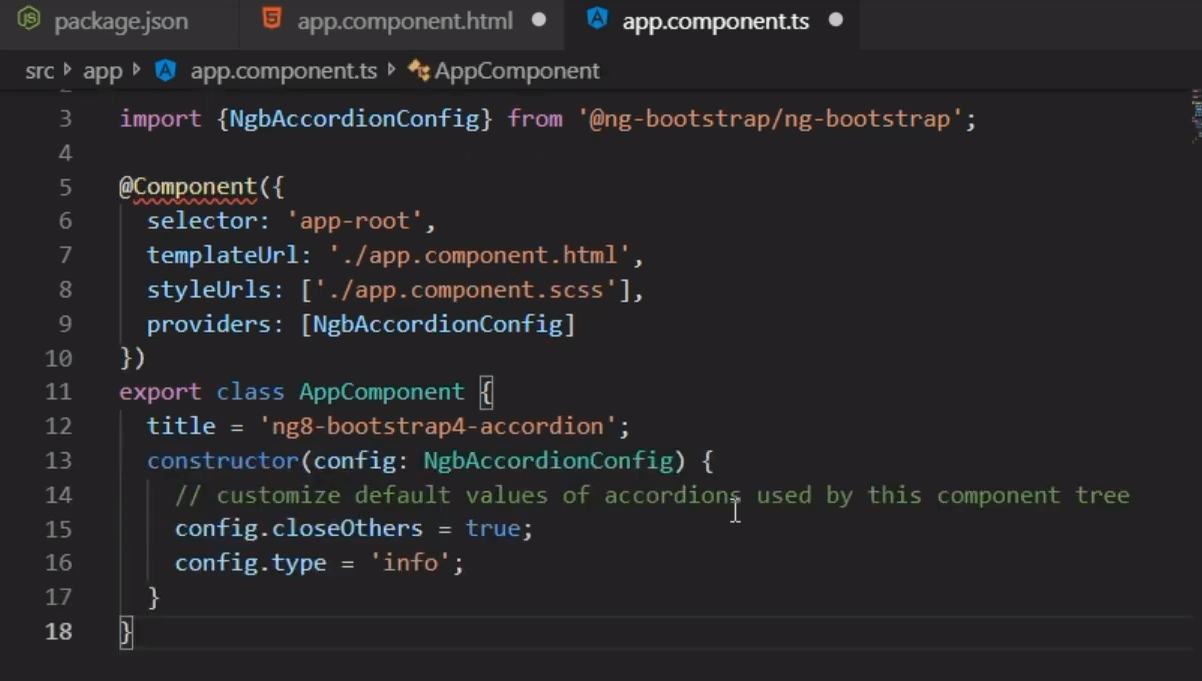 package.json app.component.html app.component.ts
src app app.component.ts AppComponent
3 import {NgbAccordionConfig} from '@ng-bootstrap/ng-bootstrap';
4
5 @Component({
6 selector: 'app-root',
7 templateUrl: './app.component.html',
8 styleUrls: ['./app.component.scss'],
9 providers: [NgbAccordionConfig]
10 })
11 export class AppComponent {
12 title = 'ng8-bootstrap4-accordion';
13 constructor(config: NgbAccordionConfig) {
14 // customize default values of accordions used by this component tree
15 config.closeOthers = true;
16 config.type = 'info';
17 }
18 }